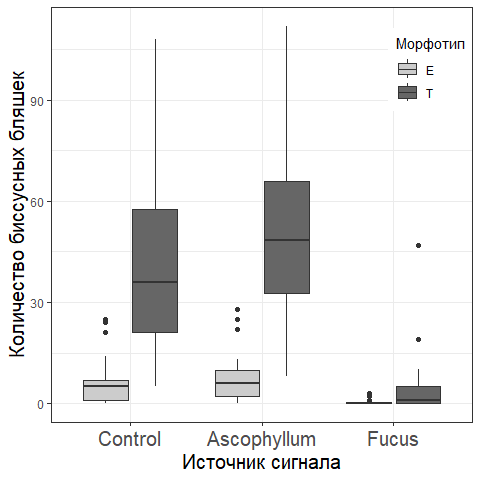 Количество биссусных бляшек
Морфотип
E
T
90
60
30
0
Control Ascophyllum Fucus
Источник сигнала